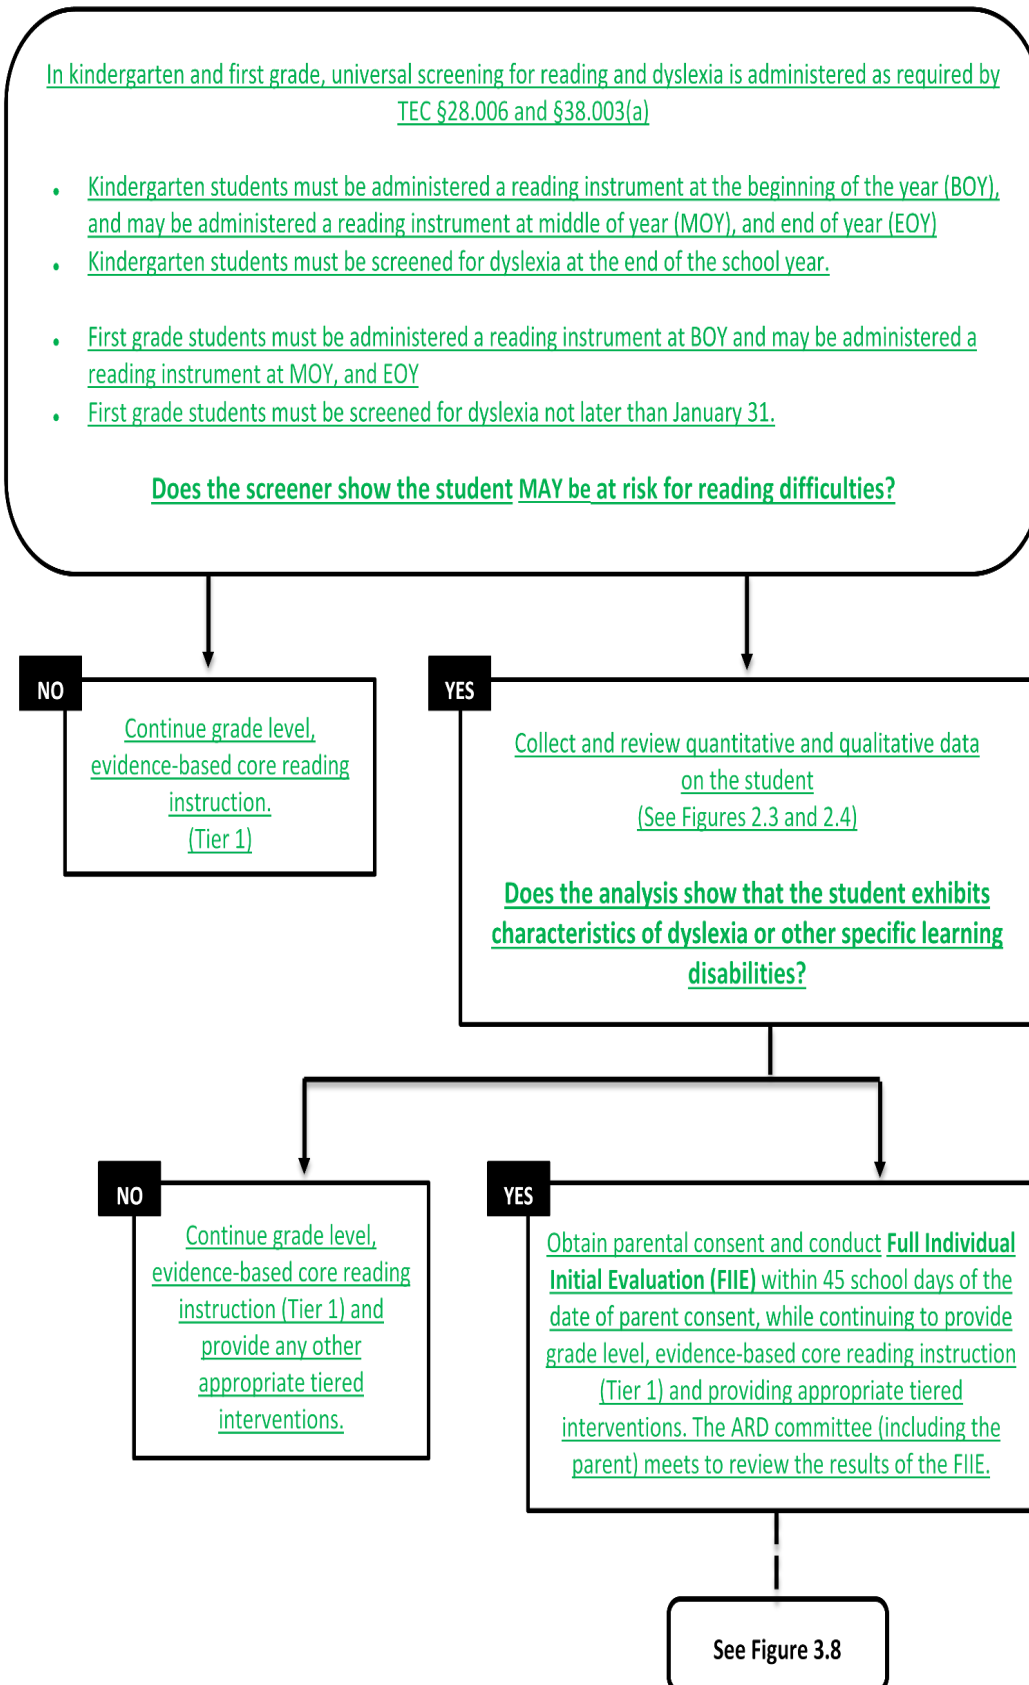 In kindergarten and first grade, universal screening for reading and dyslexia is administered as required by
TEC §28.006 and §38.003(a)
• Kindergarten students must be administered a reading instrument at the beginning of the year (BOY),
and may be administered a reading instrument at middle of year (MOY), and end of year (EOY)
• Kindergarten students must be screened for dyslexia at the end of the school year.
• First grade students must be administered a reading instrument at BOY and may be administered a
reading instrument at MOY, and EOY
• First grade students must be screened for dyslexia not later than January 31.
Does the screener show the student MAY be at risk for reading difficulties?
NO
Continue grade level,
evidence-based core reading
instruction.
(Tier 1)
YES
Collect and review quantitative and qualitative data
on the student
(See Figures 2.3 and 2.4)
Does the analysis show that the student exhibits
characteristics of dyslexia or other specific learning
disabilities?
NO
Continue grade level,
evidence-based core reading
instruction (Tier 1) and
provide any other
appropriate tiered
interventions.
YES
Obtain parental consent and conduct Full Individual
Initial Evaluation (FIIE) within 45 school days of the
date of parent consent, while continuing to provide
grade level, evidence-based core reading instruction
(Tier 1) and providing appropriate tiered
interventions. The ARD committee (including the
parent) meets to review the results of the FIIE.
See Figure 3.8